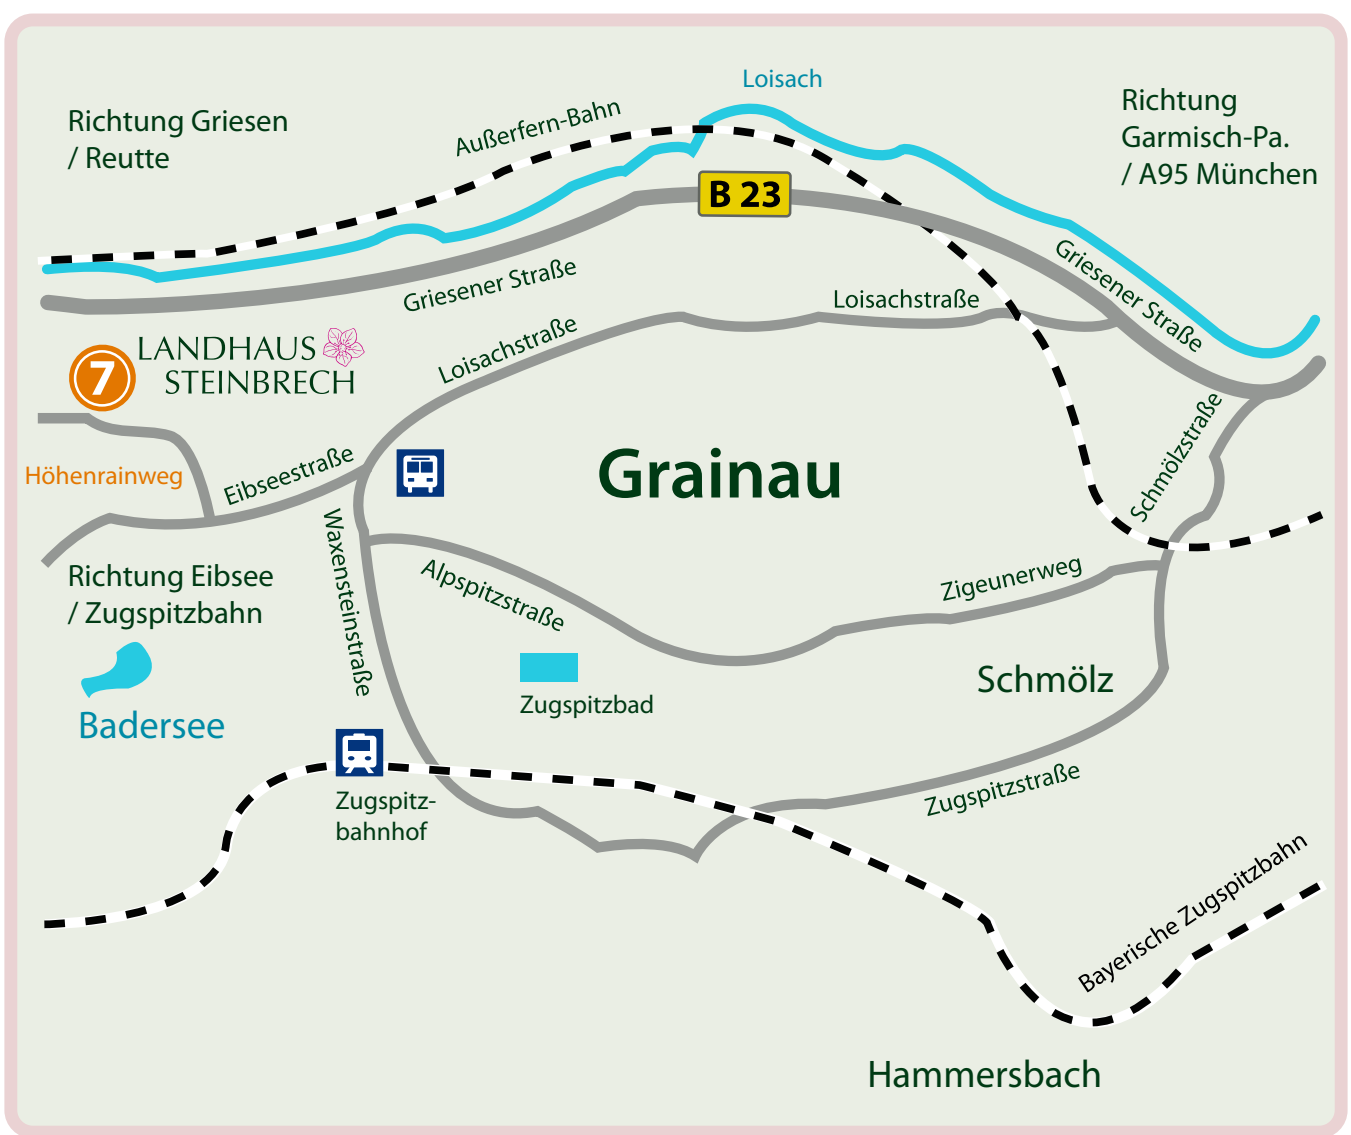 Loisach
Richtung Griesen
/ Reutte
Außerfern-Bahn
Richtung
Garmisch-Pa.
/ A95 München
B 23
Griesener Straße
Griesener Straße
Loisachstraße
Loisachstraße
7
LANDHAUS
STEINBRECH
Höhenrainweg
Eibseestraße
Grainau
Schmölzstraße
Waxensteinstraße
Richtung Eibsee
/ Zugspitzbahn
Alpspitzstraße
Zigeunerweg
Schmölz
Zugspitzbad
Badersee
Zugspitz-
bahnhof
Zugspitzstraße
Bayerische Zugspitzbahn
Hammersbach